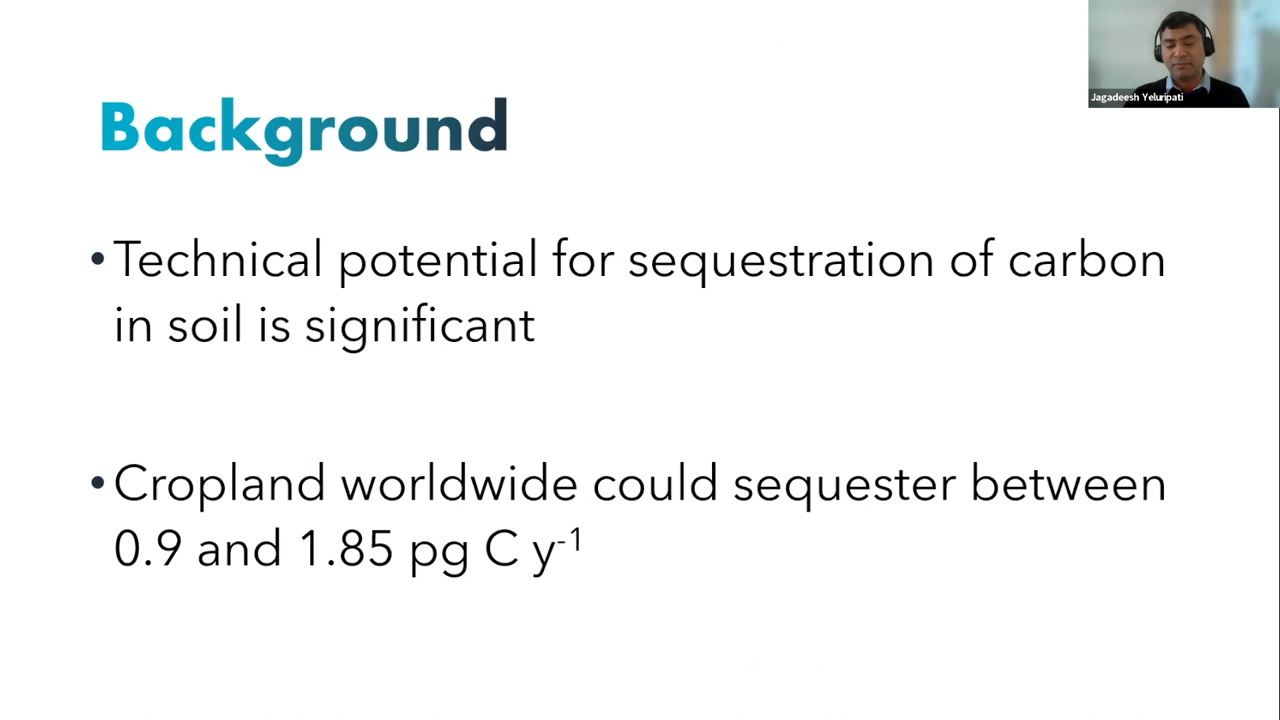 Jagadeesh Yeluripati
Background
• Technical potential for sequestration of carbon
in soil is significant
• Cropland worldwide could sequester between
0.9 and 1.85 pg C y⁻¹